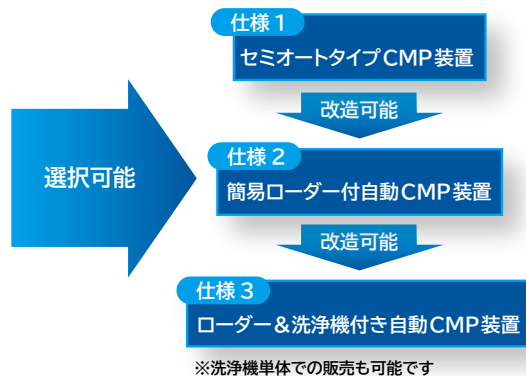 仕様1
セミオートタイプCMP装置
改造可能
選択可能
仕様2
簡易ローダー付自動CMP装置
改造可能
仕様3
ローダー&洗浄機付き自動CMP装置
※洗浄機単体での販売も可能です